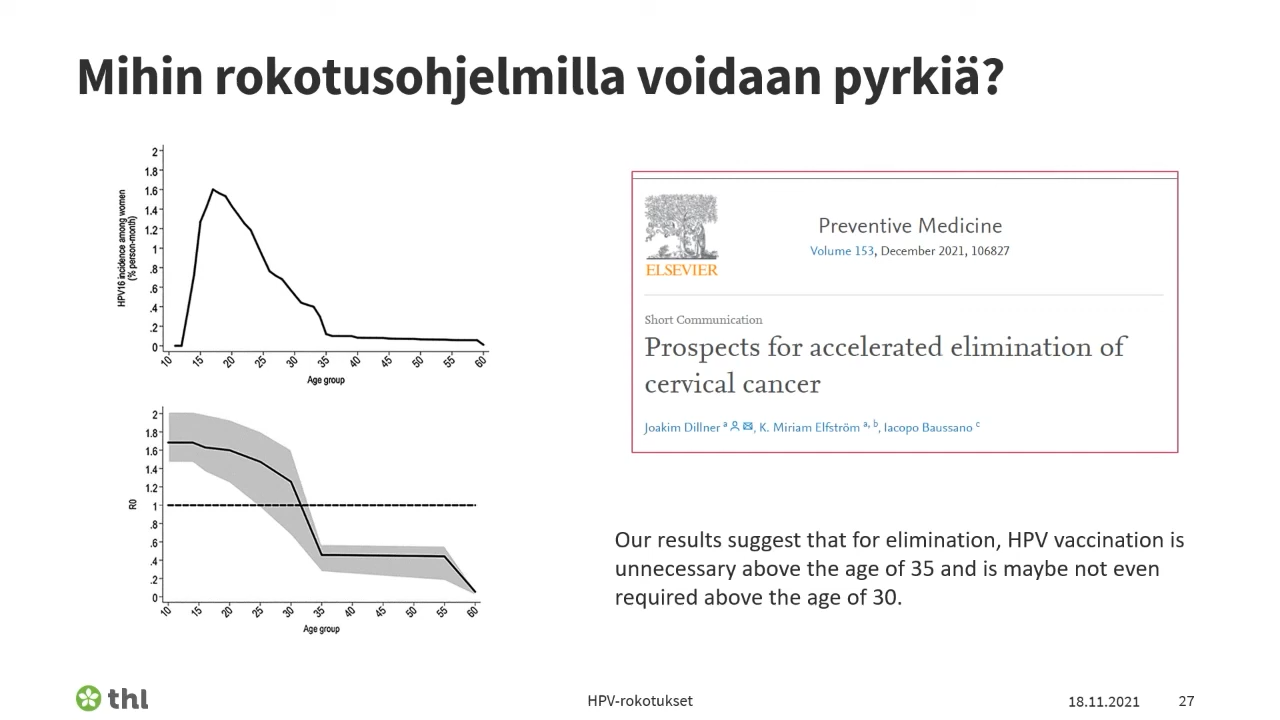 Mihin rokotusohjelmilla voidaan pyrkiä?
HPV16 incidence among women
(% person-month)
2
1.8
1.6
1.4
1.2
1
.8
.6
.4
.2
0
10 15 20 25 30 35 40 45 50 55 60
Age group
R0
2
1.8
1.6
1.4
1.2
1
.8
.6
.4
.2
0
10 15 20 25 30 35 40 45 50 55 60
Age group
ELSEVIER
Preventive Medicine
Volume 153, December 2021, 106827
Short Communication
Prospects for accelerated elimination of
cervical cancer
Joakim Dillner a, K. Miriam Elfström a, b, Iacopo Baussano c
Our results suggest that for elimination, HPV vaccination is
unnecessary above the age of 35 and is maybe not even
required above the age of 30.
thl
HPV-rokotukset
18.11.2021
27